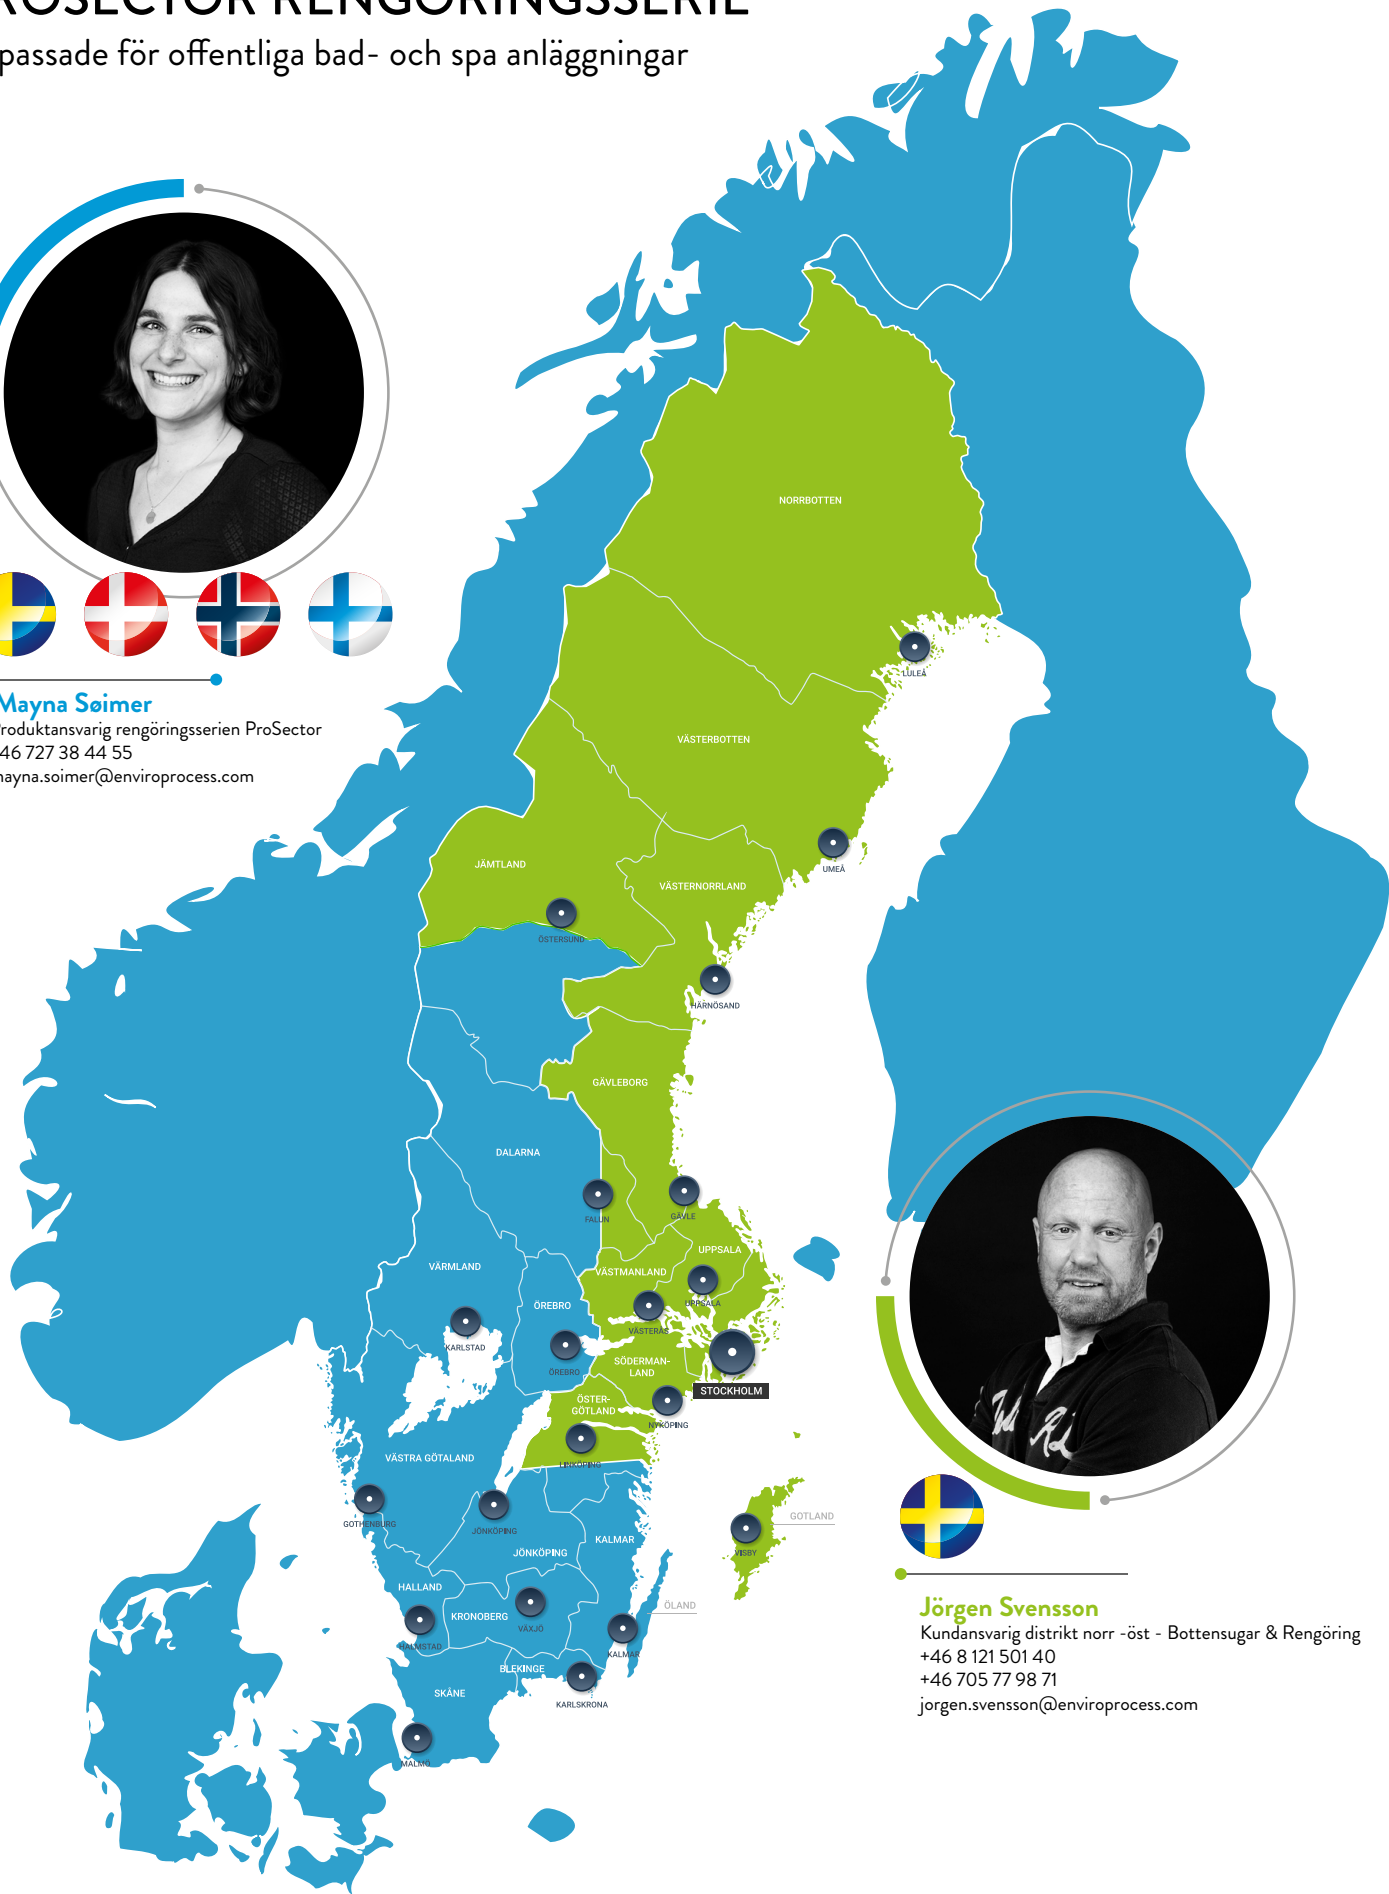 ROSECTOR RENGÖRINGSSERIE
passade för offentliga bad- och spa anläggningar
Mayna Søimer
Produktansvarig rengöringsserien ProSector
46 727 38 44 55
mayna.soimer@enviroprocess.com
NORRBOTTEN
LULEÅ
VÄSTERBOTTEN
UMEÅ
JÄMTLAND
VÄSTERNORRLAND
ÖSTERSUND
HÄRNÖSAND
GÄVLEBORG
DALARNA
FALUN
GÄVLE
UPPSALA
VÄRMLAND
VÄSTMANLAND
UPPSALA
ÖREBRO
VÄSTERÅS
KARLSTAD
ÖREBRO
SÖDERMAN-
LAND
STOCKHOLM
ÖSTER-
GÖTLAND
NYKÖPING
VÄSTRA GÖTALAND
LINKÖPING
GOTHENBURG
JÖNKÖPING
GOTLAND
VISBY
KALMAR
JÖNKÖPING
HALLAND
KRONOBERG
VÄXJÖ
ÖLAND
HALMSTAD
KALMAR
BLEKINGE
SKÅNE
KARLSKRONA
MALMÖ
Jörgen Svensson
Kundansvarig distrikt norr -öst - Bottensugar & Rengöring
+46 8 121 501 40
+46 705 77 98 71
jorgen.svensson@enviroprocess.com